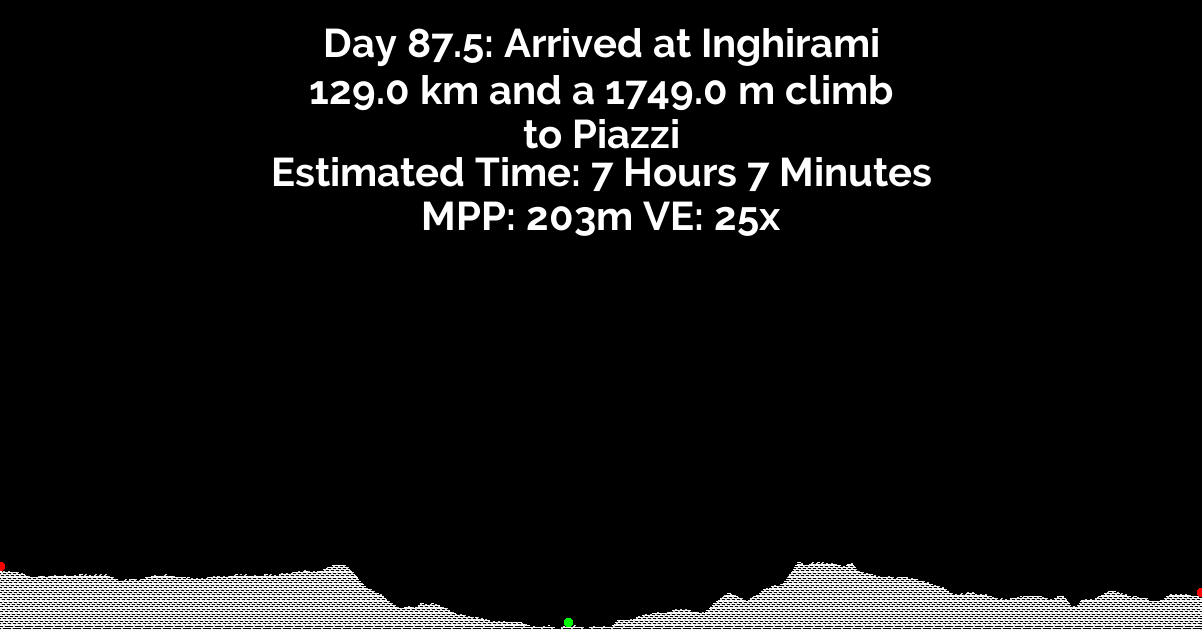 Day 87.5: Arrived at Inghirami
129.0 km and a 1749.0 m climb
to Piazzi
Estimated Time: 7 Hours 7 Minutes
MPP: 203m VE: 25x